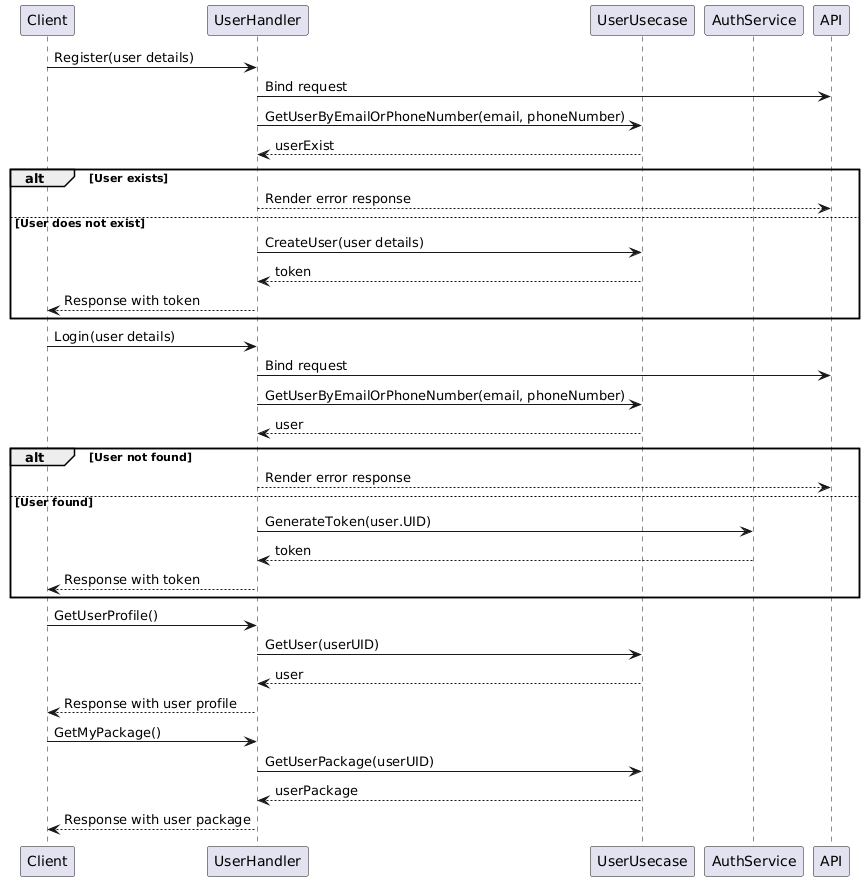 Client UserHandler UserUsecase AuthService API
Register(user details)
Bind request
GetUserByEmailOrPhoneNumber(email, phoneNumber)
userExist
alt [User exists]
Render error response
[User does not exist]
CreateUser(user details)
token
Response with token
Login(user details)
Bind request
GetUserByEmailOrPhoneNumber(email, phoneNumber)
user
alt [User not found]
Render error response
[User found]
GenerateToken(user.UID)
token
Response with token
GetUserProfile()
GetUser(userUID)
user
Response with user profile
GetMyPackage()
GetUserPackage(userUID)
userPackage
Response with user package
Client UserHandler UserUsecase AuthService API